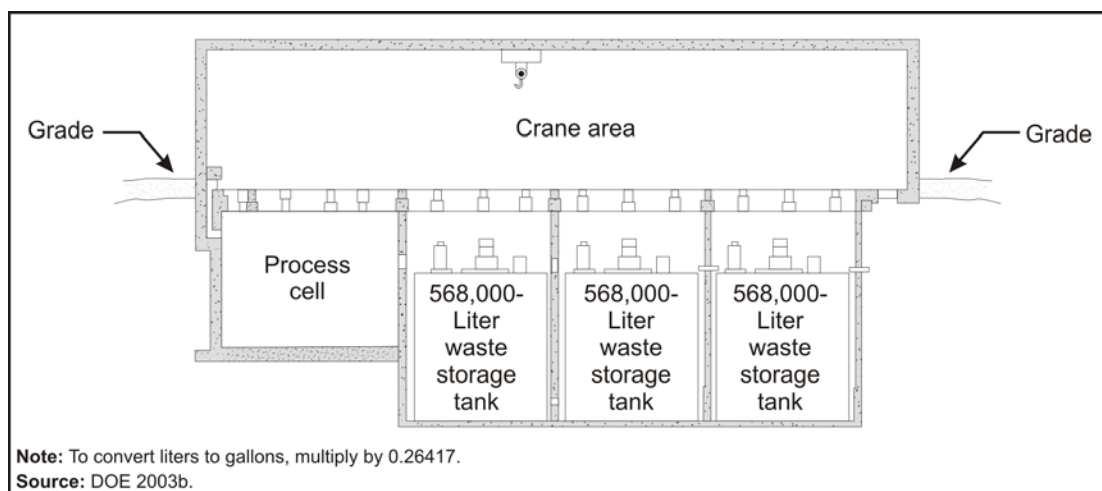 Crane area
Grade
Grade
Process
cell
568,000-
Liter
waste
storage
tank
568,000-
Liter
waste
storage
tank
568,000-
Liter
waste
storage
tank
Note: To convert liters to gallons, multiply by 0.26417.
Source: DOE 2003b.